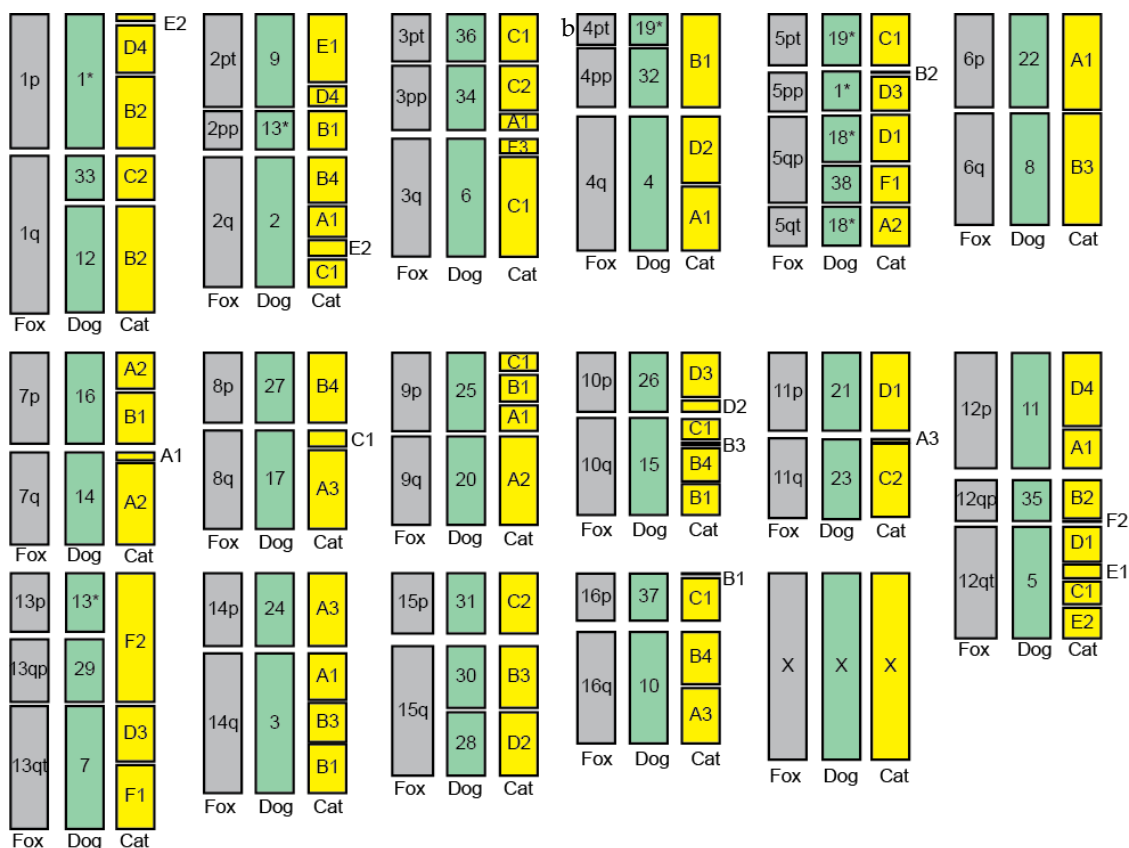 1p 1* E2
D4
B2
1q 33 C2
12 B2
Fox Dog Cat
2pt 9 E1
D4
2pp 13* B1
2q 2 B4
A1
E2
C1
Fox Dog Cat
3pt 36 C1
3pp 34 C2
A1
3q 6 F3
C1
Fox Dog Cat
b
4pt 19* B1
4pp 32
4q 4 D2
A1
Fox Dog Cat
5pt 19* C1
B2
5pp 1* D3
5qp 18* D1
38 F1
5qt 18* A2
Fox Dog Cat
6p 22 A1
6q 8 B3
Fox Dog Cat
7p 16 A2
B1
A1
7q 14 A2
Fox Dog Cat
8p 27 B4
C1
8q 17 A3
Fox Dog Cat
9p 25 C1
B1
A1
9q 20 A2
Fox Dog Cat
10p 26 D3
D2
10q 15 C1
B3
B4
B1
Fox Dog Cat
11p 21 D1
A3
11q 23 C2
Fox Dog Cat
12p 11 D4
A1
12qp 35 B2
F2
12qt 5 D1
E1
C1
E2
Fox Dog Cat
13p 13* F2
13qp 29
13qt 7 D3
F1
Fox Dog Cat
14p 24 A3
14q 3 A1
B3
B1
Fox Dog Cat
15p 31 C2
15q 30 B3
28 D2
Fox Dog Cat
16p 37 B1
C1
16q 10 B4
A3
Fox Dog Cat
X X X
Fox Dog Cat